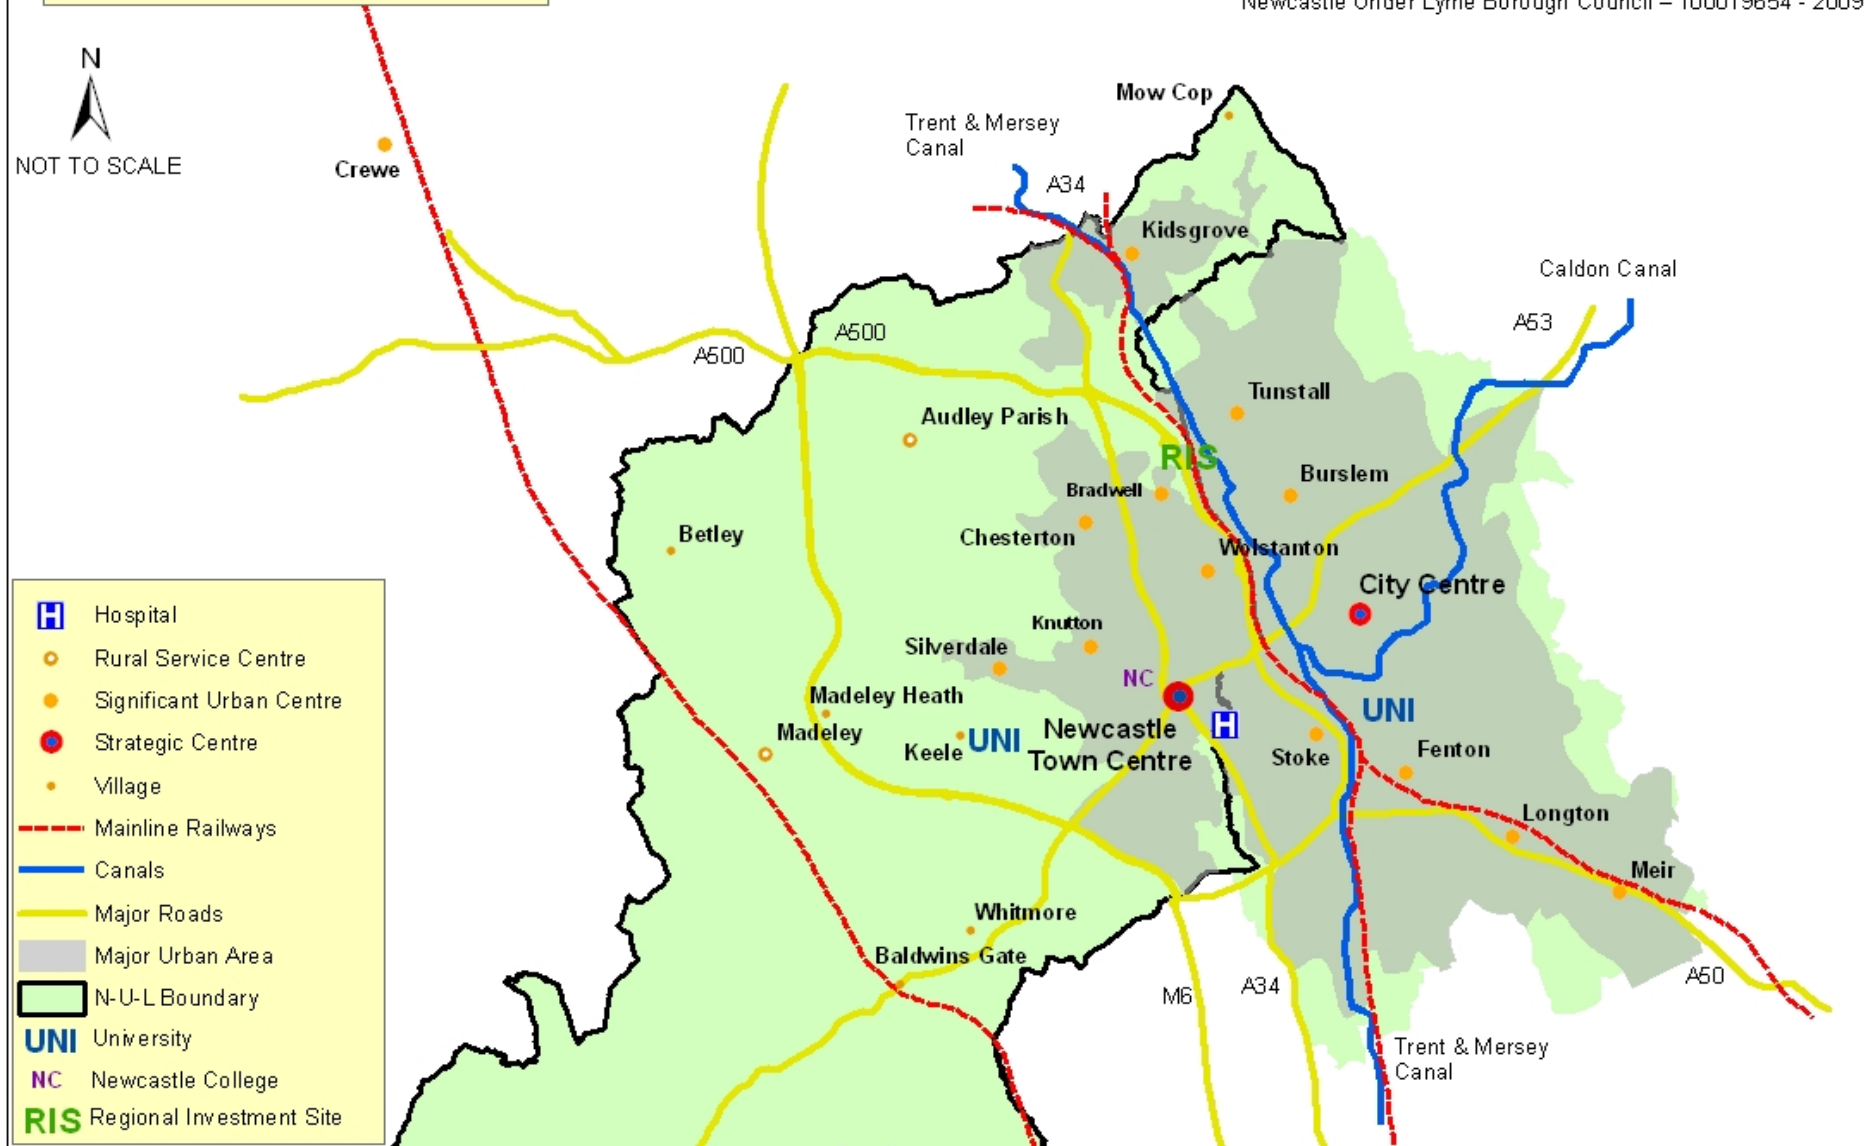 Newcastle Under Lyme Borough Council – 100019654 - 2009
N
NOT TO SCALE
Crewe
Mow Cop
Trent & Mersey
Canal
A34
Kidsgrove
Caldon Canal
A53
A500
A500
Tunstall
Audley Parish
RIS
Burslem
Bradwell
Betley
Chesterton
Wolstanton
City Centre
Knutton
Silverdale
NC
Madeley Heath
UNI
Madeley
Keele
UNI
Newcastle
Town Centre
H
Stoke
Fenton
Longton
Meir
Whitmore
Baldwins Gate
M6
A34
A50
Trent & Mersey
Canal
H Hospital
Rural Service Centre
Significant Urban Centre
Strategic Centre
Village
Mainline Railways
Canals
Major Roads
Major Urban Area
N-U-L Boundary
UNI University
NC Newcastle College
RIS Regional Investment Site